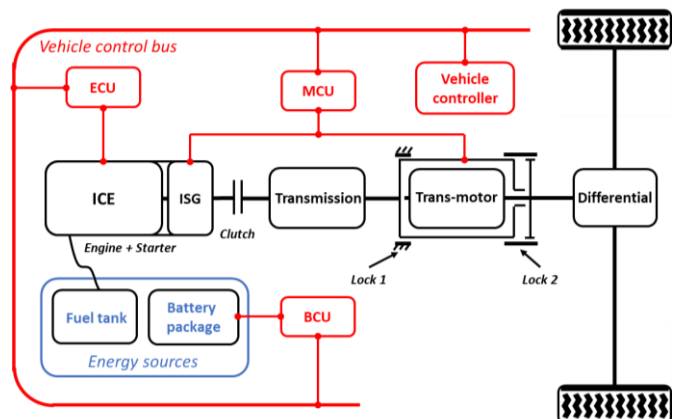 Vehicle control bus
ECU
MCU
Vehicle
controller
ICE
ISG
Transmission
Trans-motor
Differential
Clutch
Engine + Starter
Lock 1
Lock 2
Fuel tank
Battery
package
BCU
Energy sources